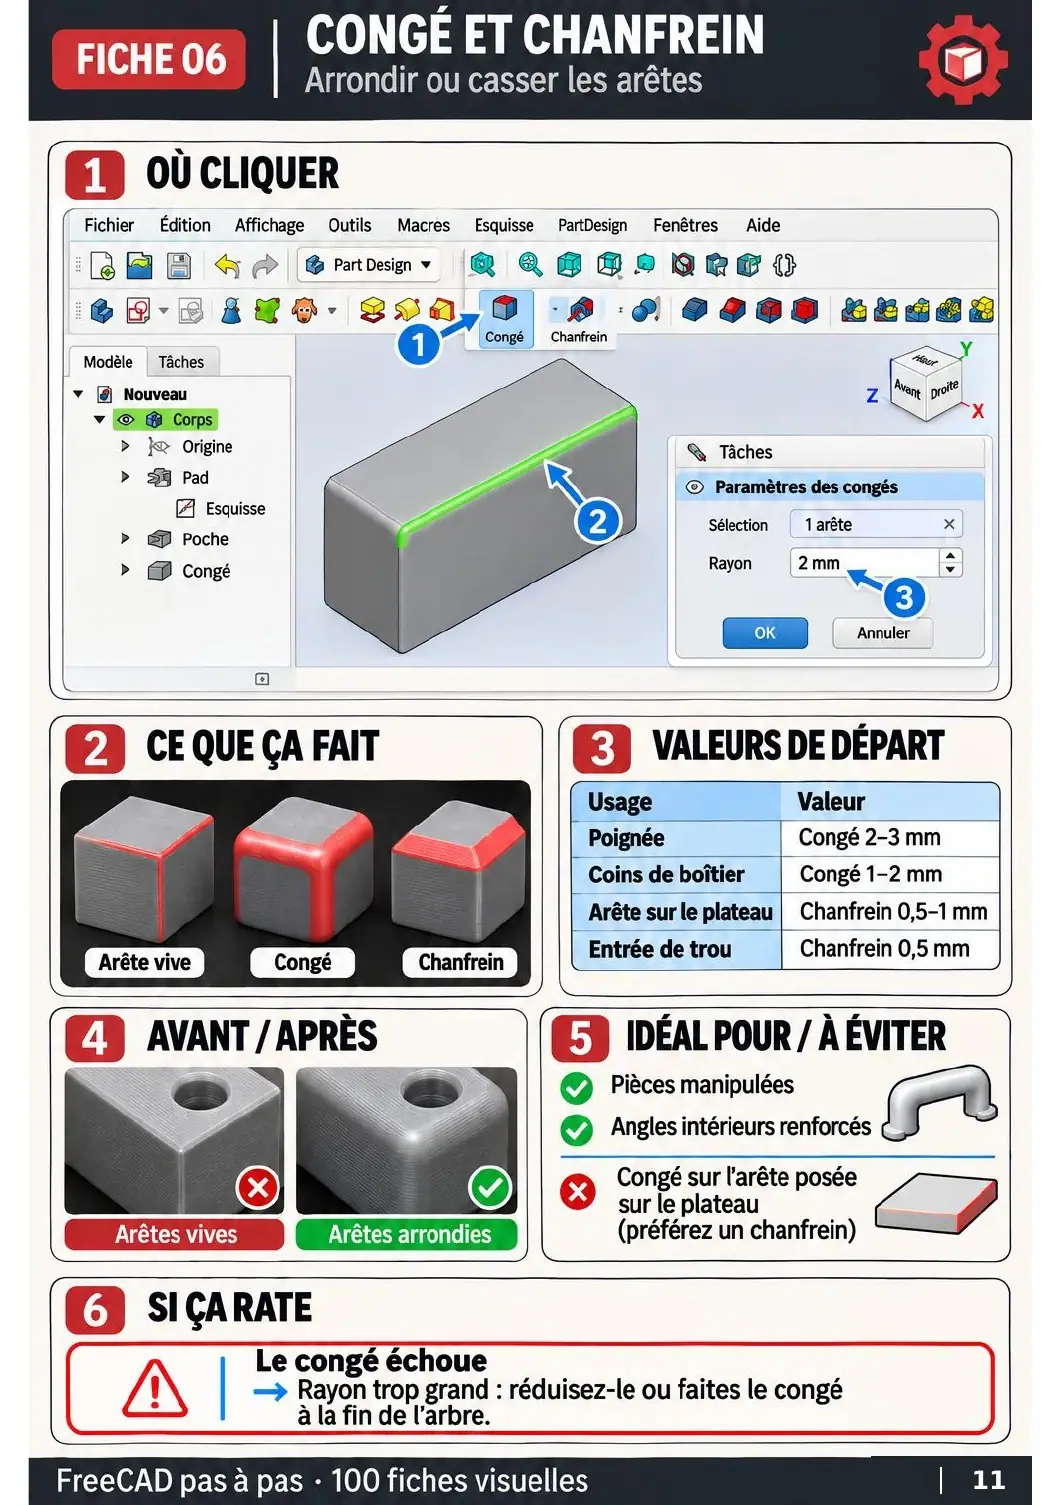 FICHE 06
CONGÉ ET CHANFREIN
Arrondir ou casser les arêtes
1 OÙ CLIQUER
Fichier Édition Affichage Outils Macres Esquisse PartDesign Fenêtres Aide
Part Design
1 Congé Chanfrein
Modèle Tâches
Nouveau
Corps
Origine
Pad
Esquisse
Poche
Congé
2
Haut
Avant Droite
Y
Z
X
Tâches
Paramètres des congés
Sélection 1 arête
Rayon 2 mm
3
OK Annuler
2 CE QUE ÇA FAIT
Arête vive Congé Chanfrein
3 VALEURS DE DÉPART
Usage Valeur
Poignée Congé 2–3 mm
Coins de boîtier Congé 1–2 mm
Arête sur le plateau Chanfrein 0,5–1 mm
Entrée de trou Chanfrein 0,5 mm
4 AVANT / APRÈS
Arêtes vives Arêtes arrondies
5 IDÉAL POUR / À ÉVITER
Pièces manipulées
Angles intérieurs renforcés
Congé sur l'arête posée
sur le plateau
(préférez un chanfrein)
6 SI ÇA RATE
Le congé échoue
→ Rayon trop grand : réduisez-le ou faites le congé
à la fin de l'arbre.
FreeCAD pas à pas · 100 fiches visuelles | 11